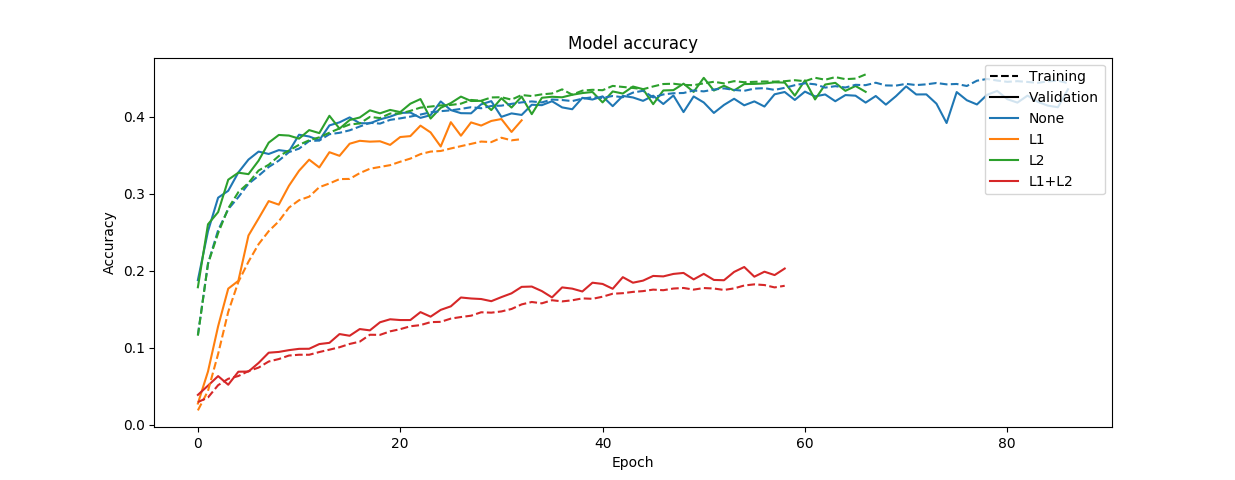 Model accuracy
Training
Validation
None
L1
L2
L1+L2
Accuracy
0.4
0.3
0.2
0.1
0.0
0 20 40 60 80
Epoch